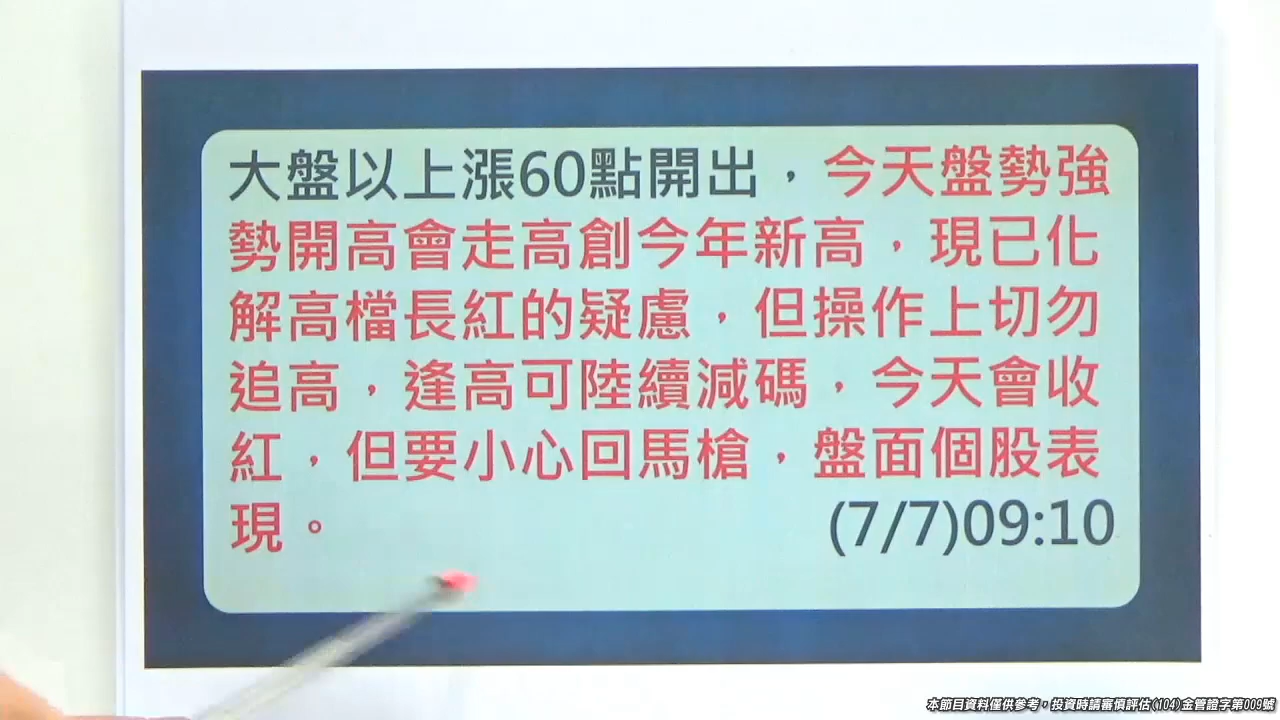 大盤以上漲60點開出，今天盤勢強
勢開高會走高創今年新高，現已化
解高檔長紅的疑慮，但操作上切勿
追高，逢高可陸續減碼，今天會收
紅，但要小心回馬槍，盤面個股表
現。 (7/7)09:10
本節目資料僅供參考，投資時請審慎評估(104)金管證字第009號